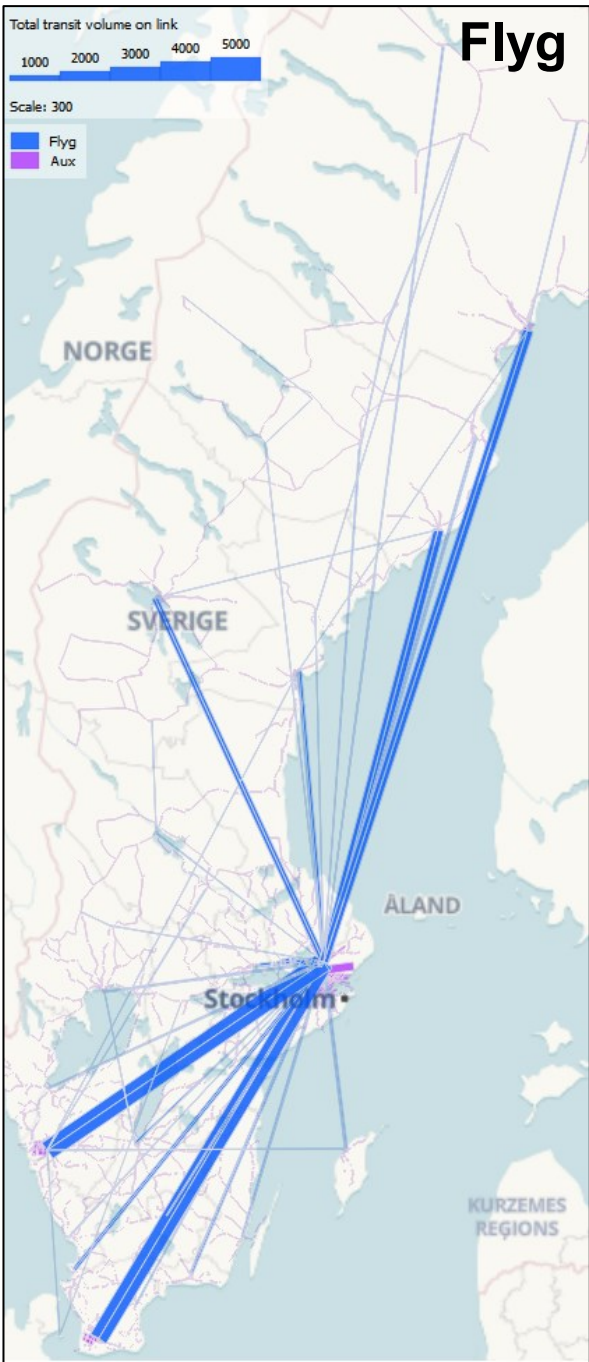 Total transit volume on link
Flyg
1000 2000 3000 4000 5000
Scale: 300
Flyg
Aux
NORGE
SVERIGE
ÅLAND
Stockholm
KURZEMES
REĢIONS